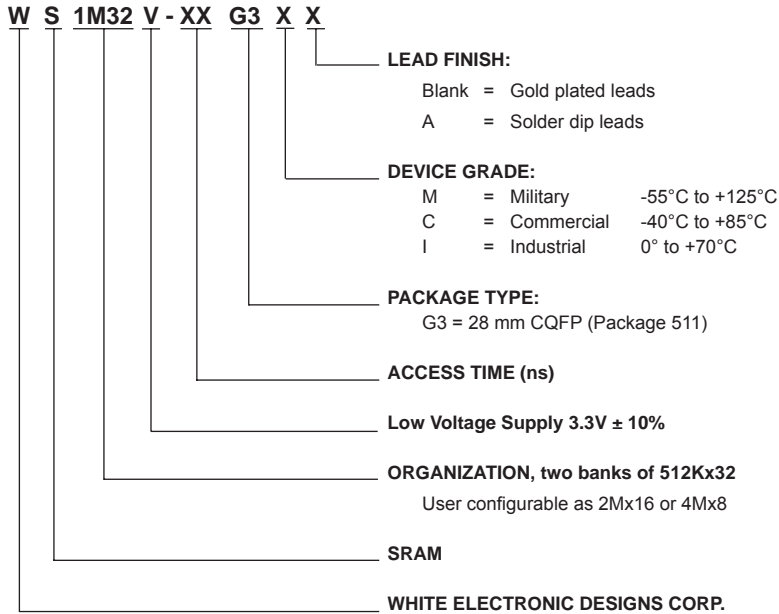 W S 1M32 V - XX G3 X X
LEAD FINISH:
Blank = Gold plated leads
A = Solder dip leads
DEVICE GRADE:
M = Military -55°C to +125°C
C = Commercial -40°C to +85°C
I = Industrial 0° to +70°C
PACKAGE TYPE:
G3 = 28 mm CQFP (Package 511)
ACCESS TIME (ns)
Low Voltage Supply 3.3V ± 10%
ORGANIZATION, two banks of 512Kx32
User configurable as 2Mx16 or 4Mx8
SRAM
WHITE ELECTRONIC DESIGNS CORP.